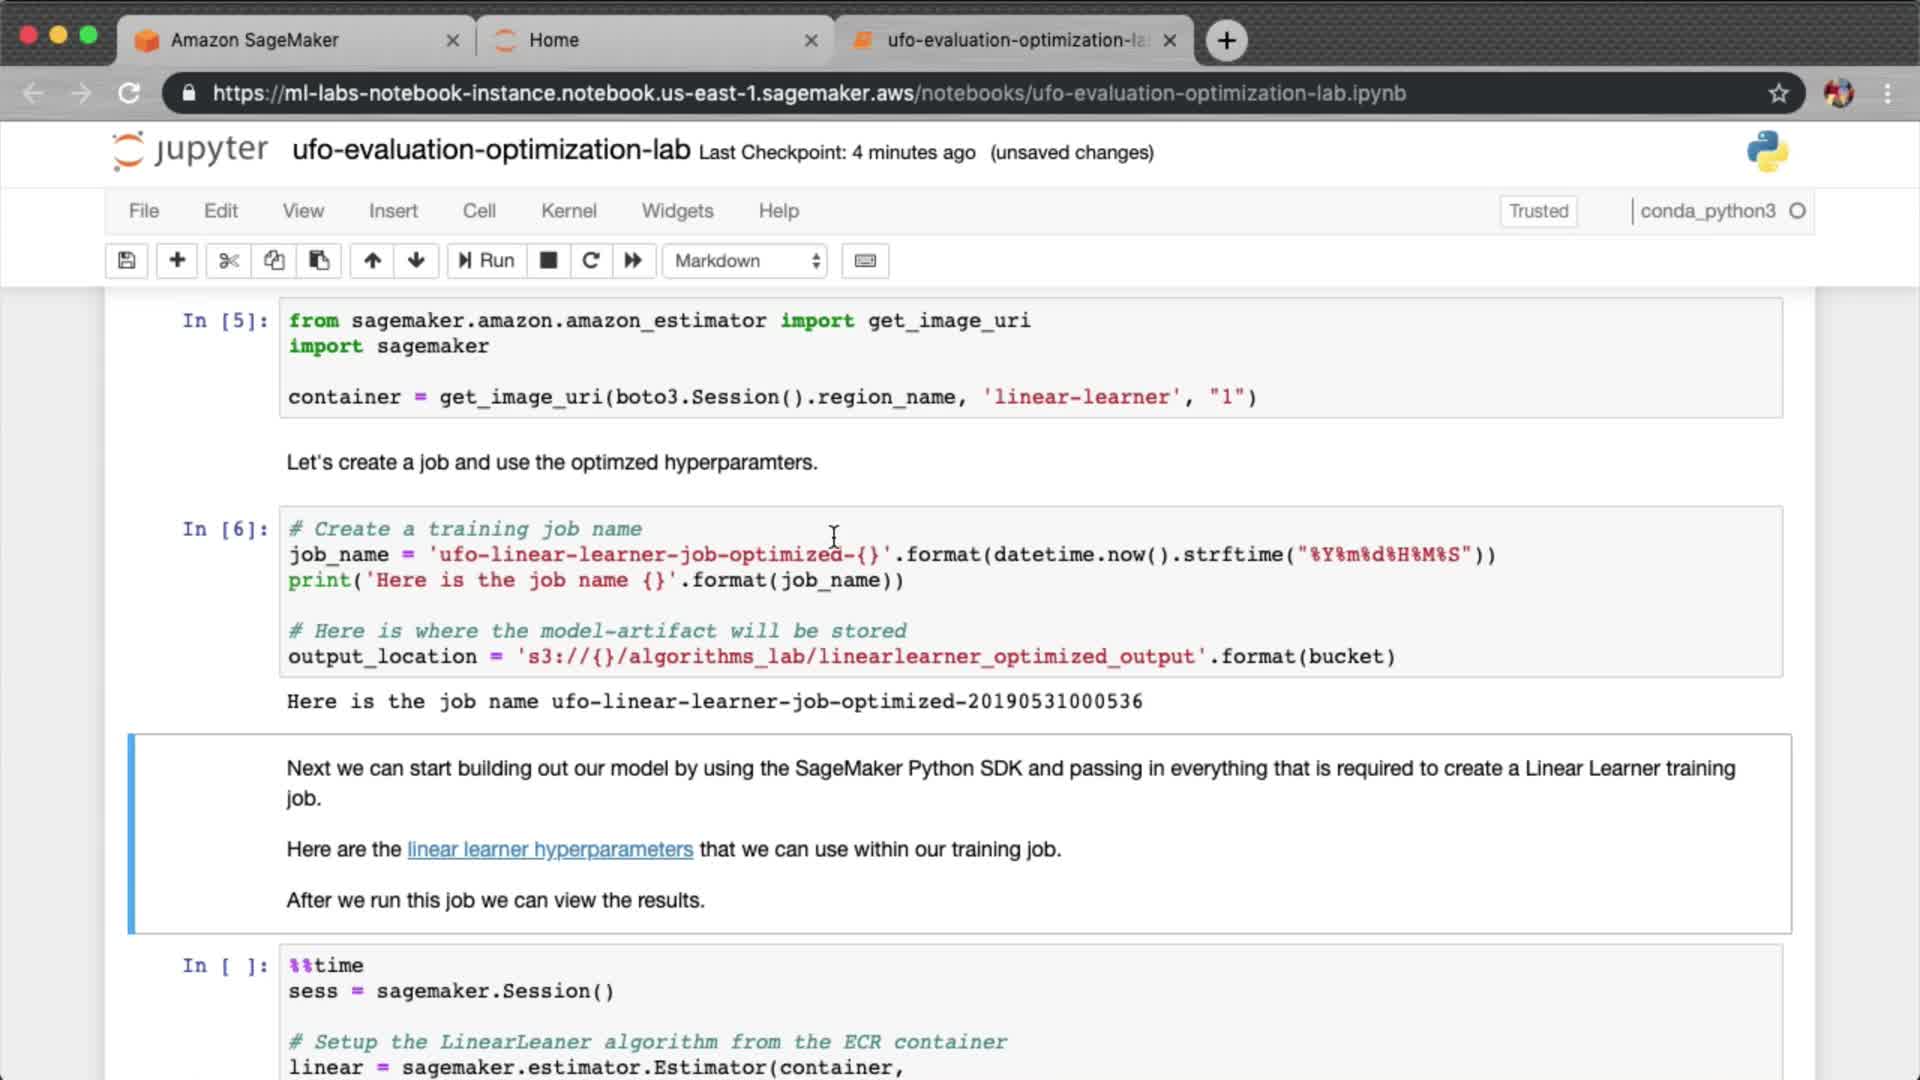 Amazon SageMaker
Home
ufo-evaluation-optimization-la
https://ml-labs-notebook-instance.notebook.us-east-1.sagemaker.aws/notebooks/ufo-evaluation-optimization-lab.ipynb
jupyter ufo-evaluation-optimization-lab Last Checkpoint: 4 minutes ago (unsaved changes)
File Edit View Insert Cell Kernel Widgets Help Trusted conda_python3
Run Markdown
In [5]: from sagemaker.amazon.amazon_estimator import get_image_uri
import sagemaker
container = get_image_uri(boto3.Session().region_name, 'linear-learner', "1")
Let's create a job and use the optimzed hyperparamters.
In [6]: # Create a training job name
job_name = 'ufo-linear-learner-job-optimized-{}'.format(datetime.now().strftime("%Y%m%d%H%M%S"))
print('Here is the job name {}'.format(job_name))
# Here is where the model-artifact will be stored
output_location = 's3://{}/algorithms_lab/linearlearner_optimized_output'.format(bucket)
Here is the job name ufo-linear-learner-job-optimized-20190531000536
Next we can start building out our model by using the SageMaker Python SDK and passing in everything that is required to create a Linear Learner training
job.
Here are the linear learner hyperparameters that we can use within our training job.
After we run this job we can view the results.
In [ ]: %%time
sess = sagemaker.Session()
# Setup the LinearLeaner algorithm from the ECR container
linear = sagemaker.estimator.Estimator(container,